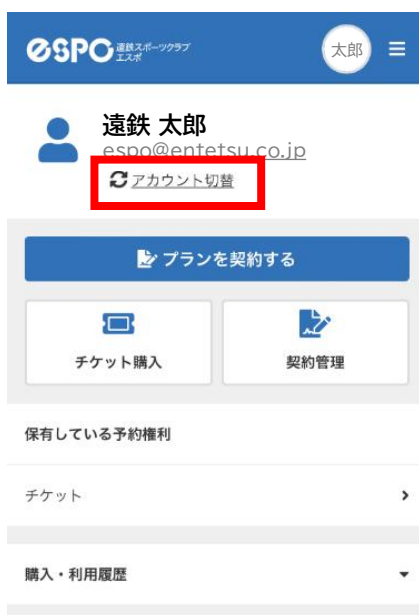 espo 遠鉄スポーツクラブ
エスポ
太郎
遠鉄 太郎
espo@entetsu.co.jp
アカウント切替
プランを契約する
チケット購入
契約管理
保有している予約権利
チケット
購入・利用履歴